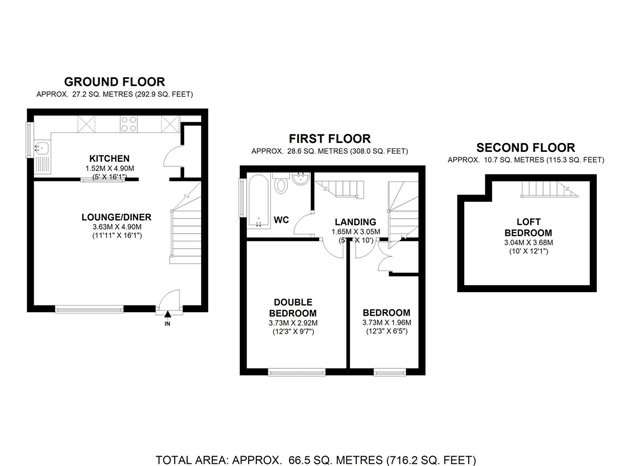 GROUND FLOOR
APPROX. 27.2 SQ. METRES (292.9 SQ. FEET)
KITCHEN
1.52M X 4.90M
(5' X 16'1")
LOUNGE/DINER
3.63M X 4.90M
(11'11" X 16'1")
IN
FIRST FLOOR
APPROX. 28.6 SQ. METRES (308.0 SQ. FEET)
WC
LANDING
1.65M X 3.05M
X 10')
DOUBLE
BEDROOM
3.73M X 2.92M
(12'3" X 9'7")
BEDROOM
3.73M X 1.96M
(12'3" X 6'5")
SECOND FLOOR
APPROX. 10.7 SQ. METRES (115.3 SQ. FEET)
LOFT
BEDROOM
3.04M X 3.68M
(10' X 12'1")
TOTAL AREA: APPROX. 66.5 SQ. METRES (716.2 SQ. FEET)